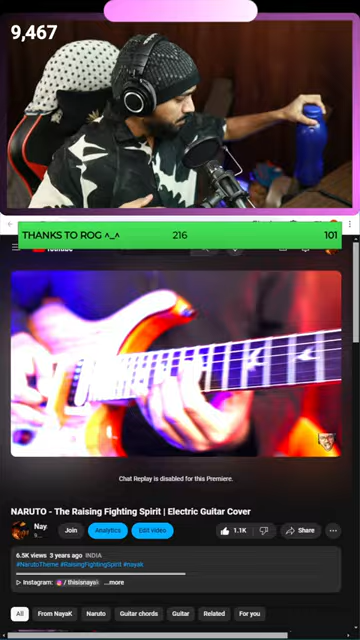 9,467
THANKS TO ROG ^_^ 216 101
Chat Replay is disabled for this Premiere.
NARUTO - The Raising Fighting Spirit | Electric Guitar Cover
Nay
Join
Analytics
Edit video
1.1K
Share
6.5K views 3 years ago INDIA
#NarutoTheme #RaisingFightingSpirit #nayak
▷ Instagram: / thisisnayak ...more
All
From NayaK
Naruto
Guitar chords
Guitar
Related
For you